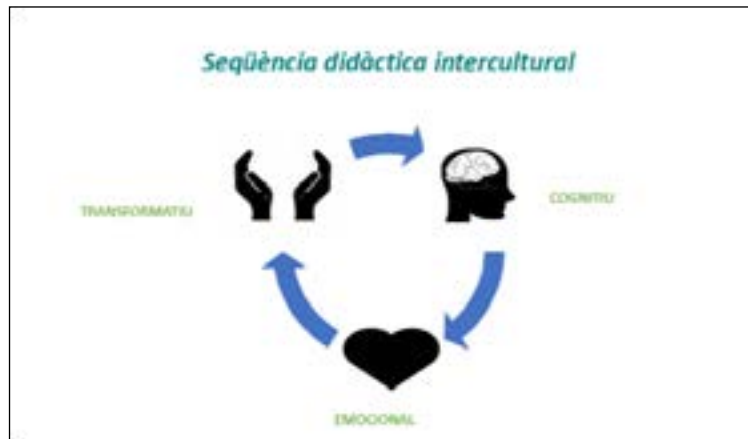 Seqüència didàctica intercultural
TRANSFORMATIU
COGNITIU
EMOCIONAL